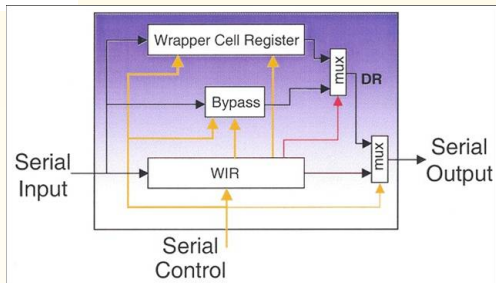 Wrapper Cell Register
mux
DR
Bypass
mux
Serial
Input
WIR
Serial
Output
Serial
Control